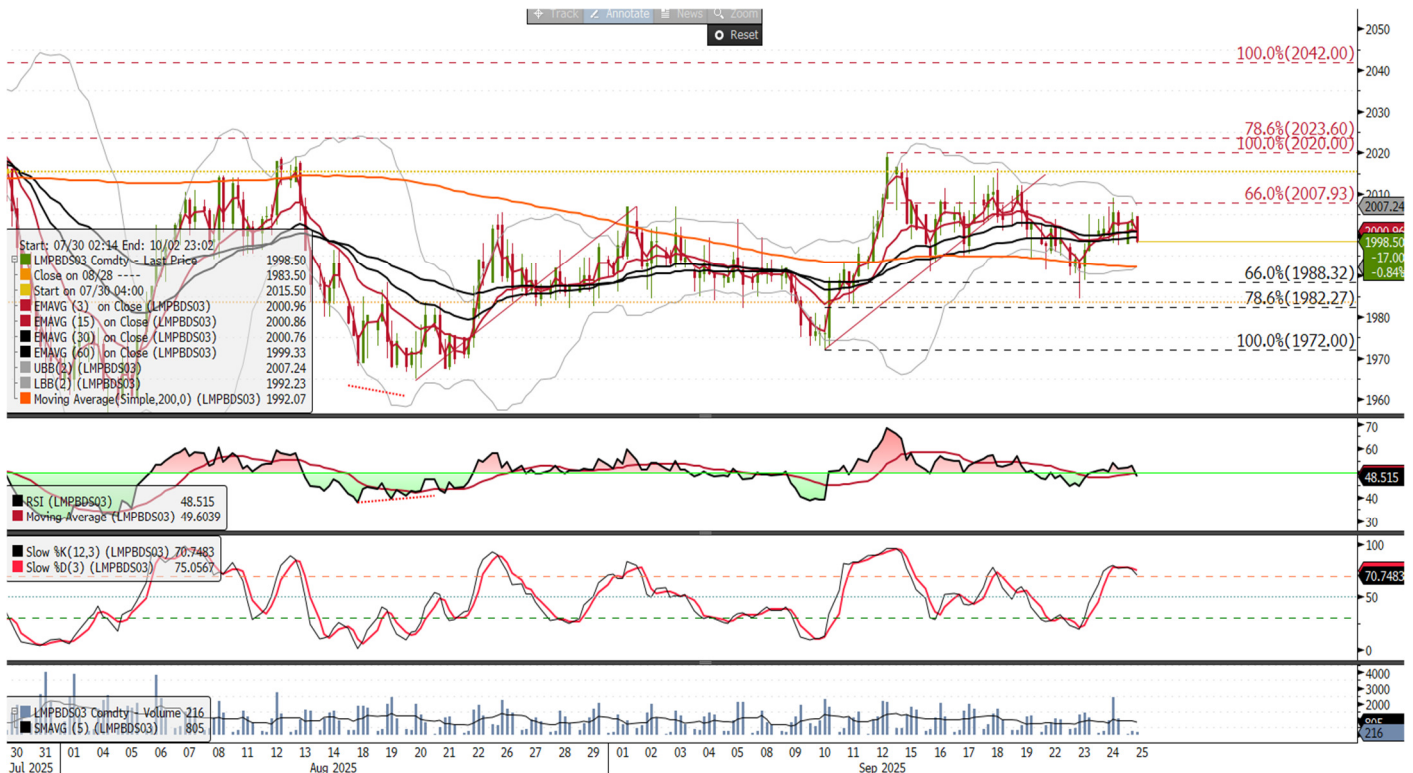 Track Annotate News Zoom
Reset
2050
100.0%(2042.00)
2040
2030
78.6%(2023.60)
100.0%(2020.00)
2020
66.0%(2007.93)
2010
2007.24
2000.96
1998.50
-17.00
-0.84%
66.0%(1988.32)
78.6%(1982.27)
1980
100.0%(1972.00)
1970
1960
Start: 07/30 02:14 End: 10/02 23:02
LMPBDS03 Comdty - Last Price 1998.50
Close on 08/28 ---- 1983.50
Start on 07/30 04:00 2015.50
EMAVG (3) on Close (LMPBDS03) 2000.96
EMAVG (15) on Close (LMPBDS03) 2000.86
EMAVG (30) on Close (LMPBDS03) 2000.76
EMAVG (60) on Close (LMPBDS03) 1999.33
UBB(2) (LMPBDS03) 2007.24
LBB(2) (LMPBDS03) 1992.23
Moving Average(Simple,200,0) (LMPBDS03) 1992.07
70
60
48.515
40
30
RSI (LMPBDS03) 48.515
Moving Average (LMPBDS03) 49.6039
100
70.7483
50
0
Slow %K(12,3) (LMPBDS03) 70.7483
Slow %D(3) (LMPBDS03) 75.0567
4000
3000
2000
805
216
LMPBDS03 Comdty - Volume 216
SMAVG (5) (LMPBDS03) 805
30 31 01 04 05 06 07 08 11 12 13 14 18 19 20 21 22 26 27 28 29 01 02 03 04 05 08 09 10 11 12 15 16 17 18 19 22 23 24 25
Jul 2025 Aug 2025 Sep 2025